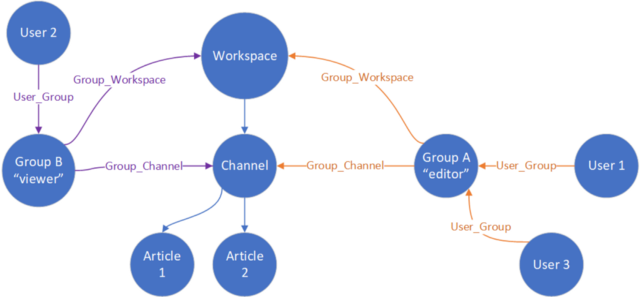 User 2
Workspace
Group_Workspace
Group_Workspace
User_Group
Group B
“viewer”
Group_Channel
Channel
Group_Channel
Group A
“editor”
User_Group
User 1
User_Group
Article
1
Article
2
User 3